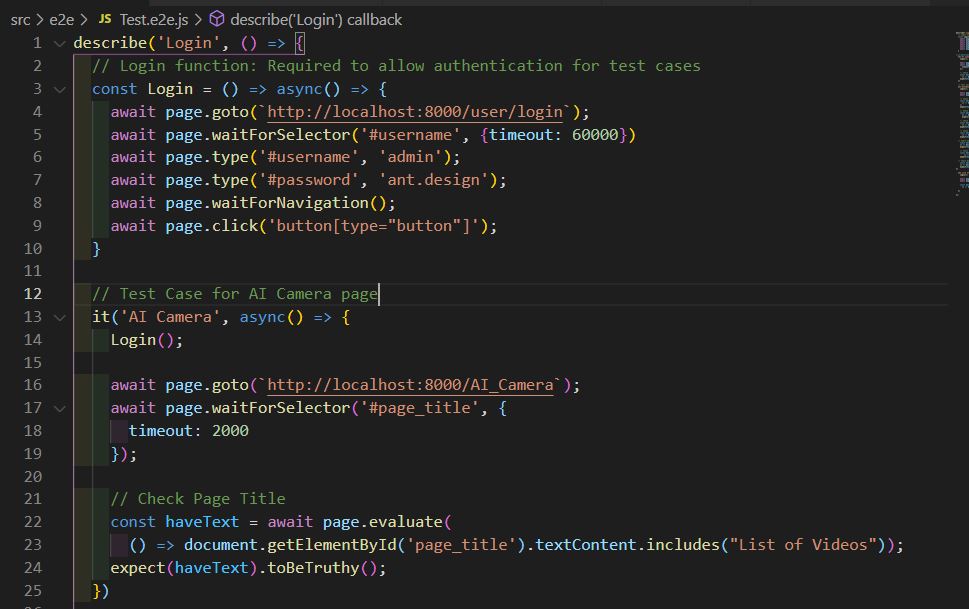 src > e2e > JS Test.e2e.js > describe('Login') callback
1 describe('Login', () => {
2 // Login function: Required to allow authentication for test cases
3 const Login = () => async() => {
4 await page.goto(`http://localhost:8000/user/login`);
5 await page.waitForSelector('#username', {timeout: 60000})
6 await page.type('#username', 'admin');
7 await page.type('#password', 'ant.design');
8 await page.waitForNavigation();
9 await page.click('button[type="button"]');
10 }
11
12 // Test Case for AI Camera page
13 it('AI Camera', async() => {
14 Login();
15
16 await page.goto(`http://localhost:8000/AI_Camera`);
17 await page.waitForSelector('#page_title', {
18 timeout: 2000
19 });
20
21 // Check Page Title
22 const haveText = await page.evaluate(
23 () => document.getElementById('page_title').textContent.includes("List of Videos"));
24 expect(haveText).toBeTruthy();
25 })